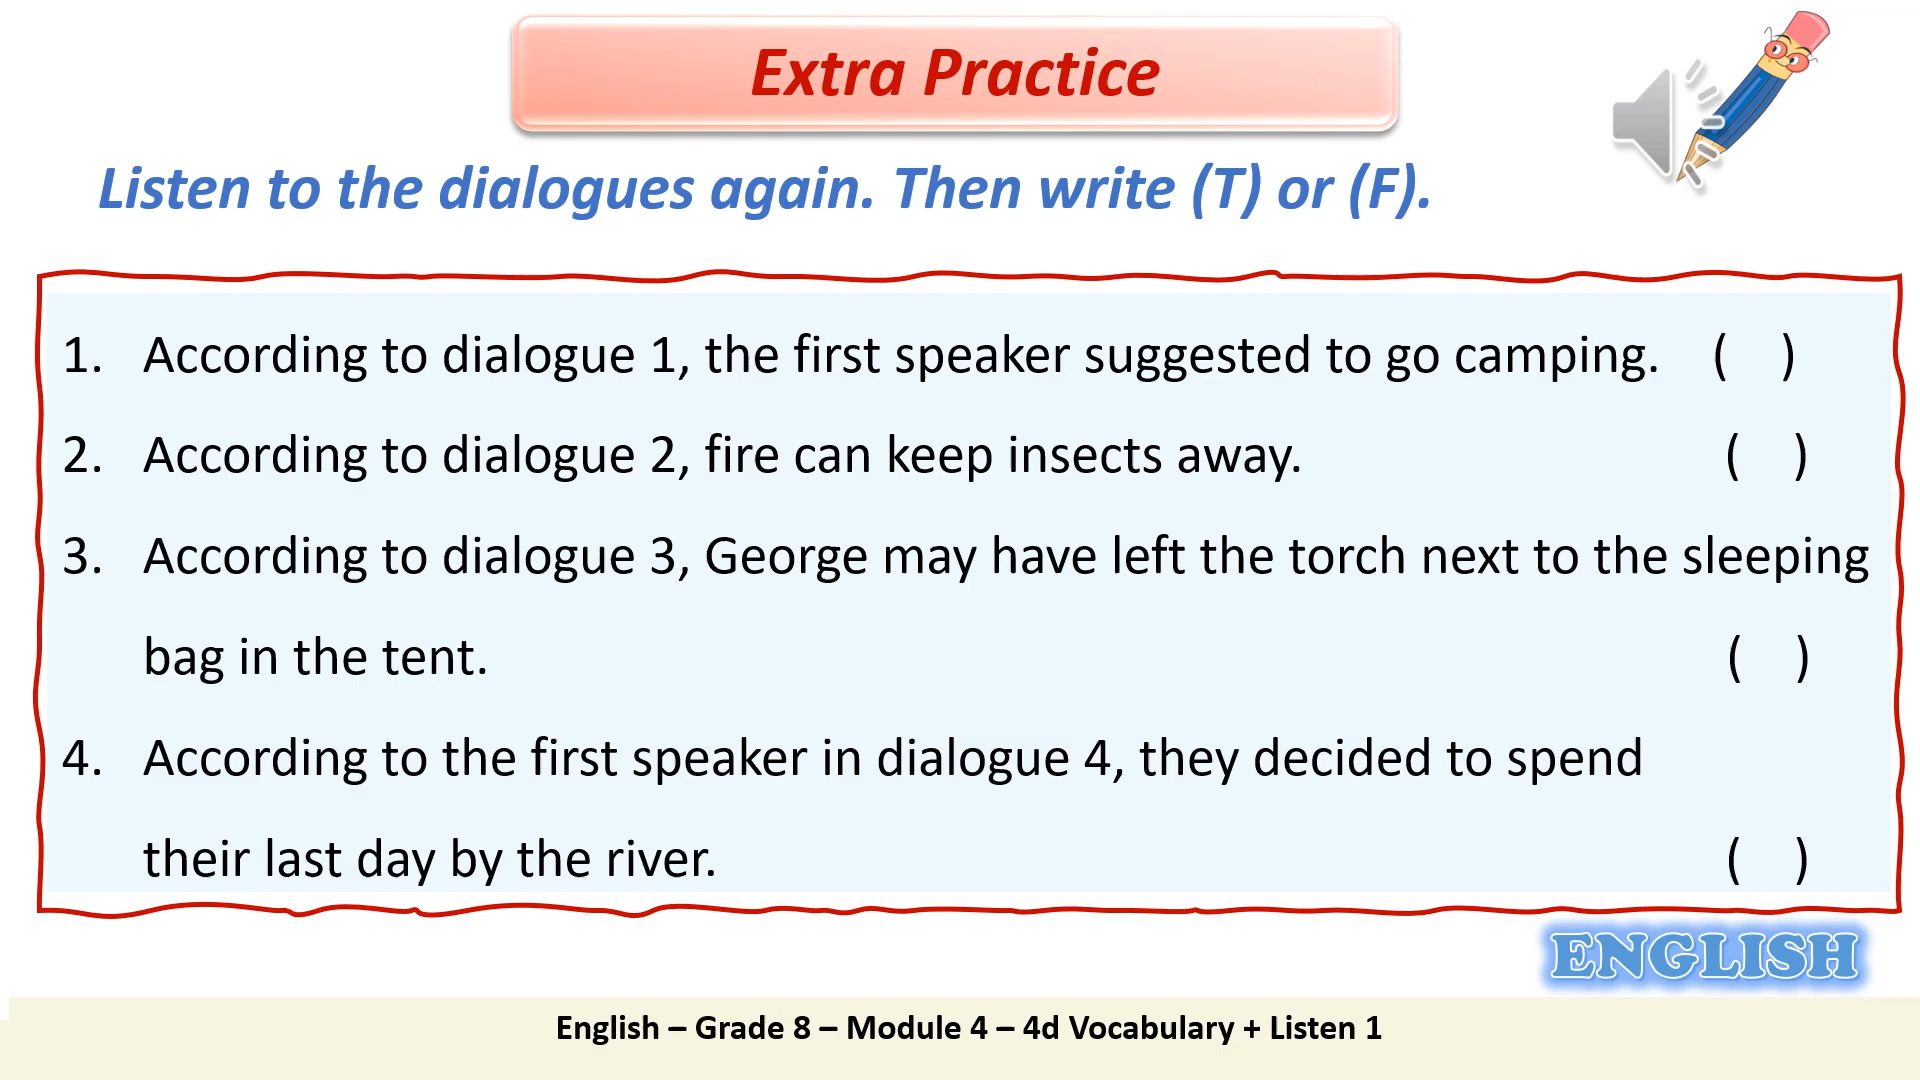 Extra Practice
Listen to the dialogues again. Then write (T) or (F).
1. According to dialogue 1, the first speaker suggested to go camping. ( )
2. According to dialogue 2, fire can keep insects away. ( )
3. According to dialogue 3, George may have left the torch next to the sleeping
bag in the tent. ( )
4. According to the first speaker in dialogue 4, they decided to spend
their last day by the river. ( )
ENGLISH
English – Grade 8 – Module 4 – 4d Vocabulary + Listen 1